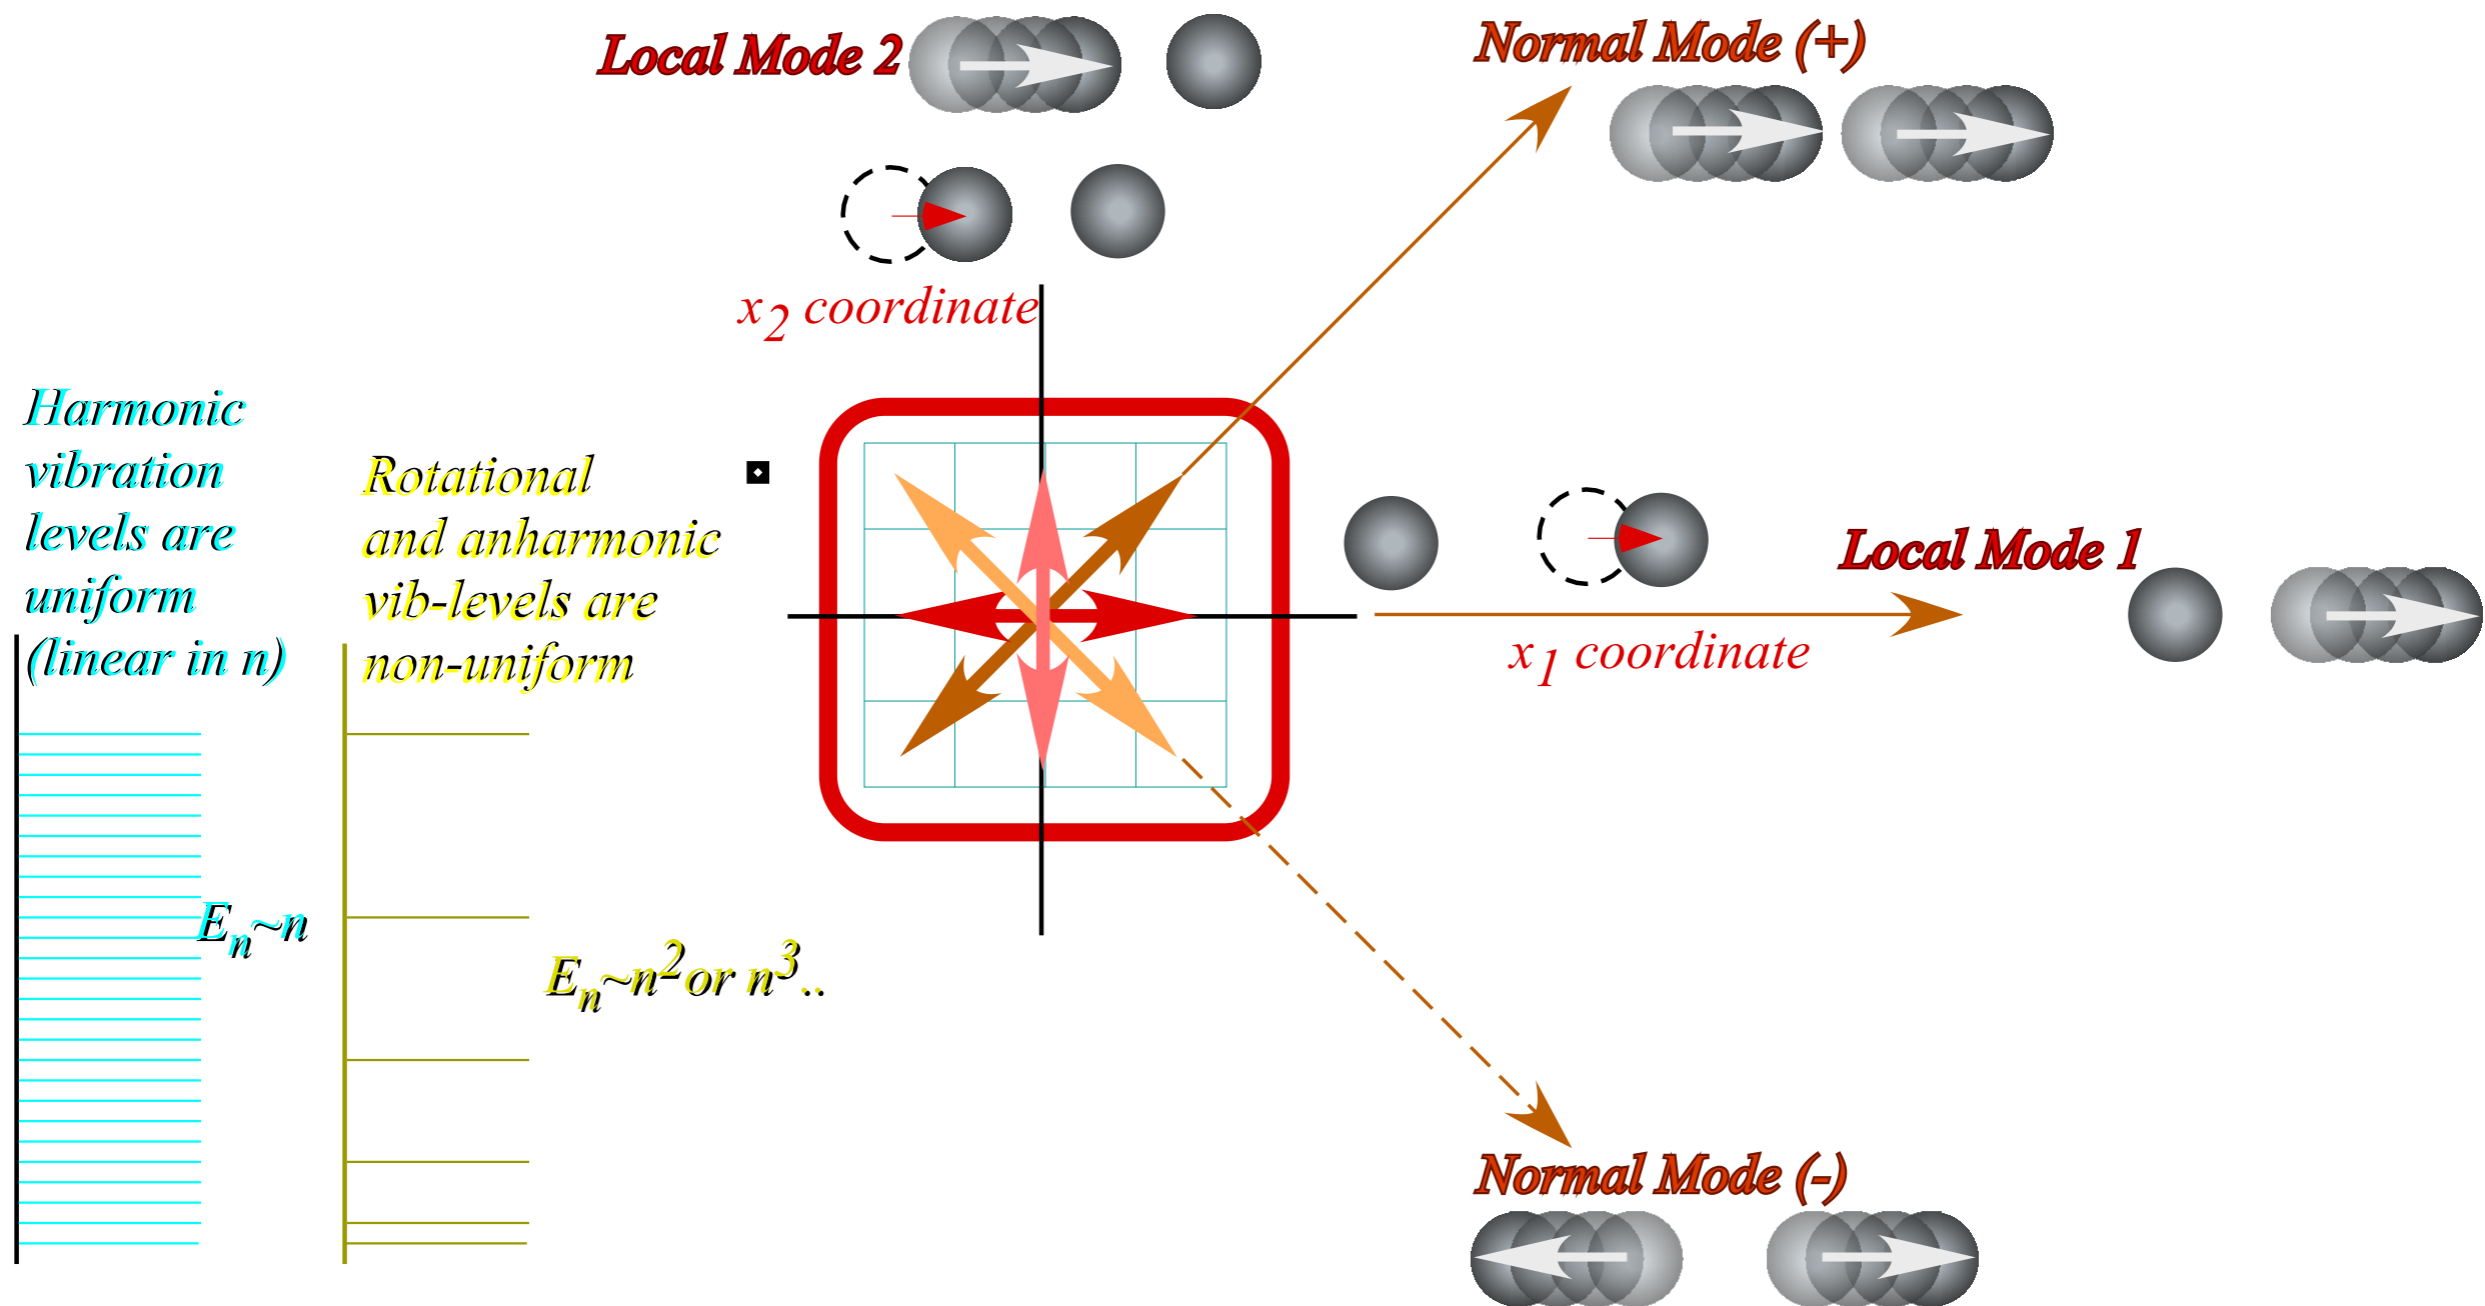 Local Mode 2
Normal Mode (+)
x2 coordinate
Harmonic
vibration
levels are
uniform
(linear in n)
Rotational
and anharmonic
vib-levels are
non-uniform
Local Mode 1
x1 coordinate
En~n
En~n2or n3..
Normal Mode (-)